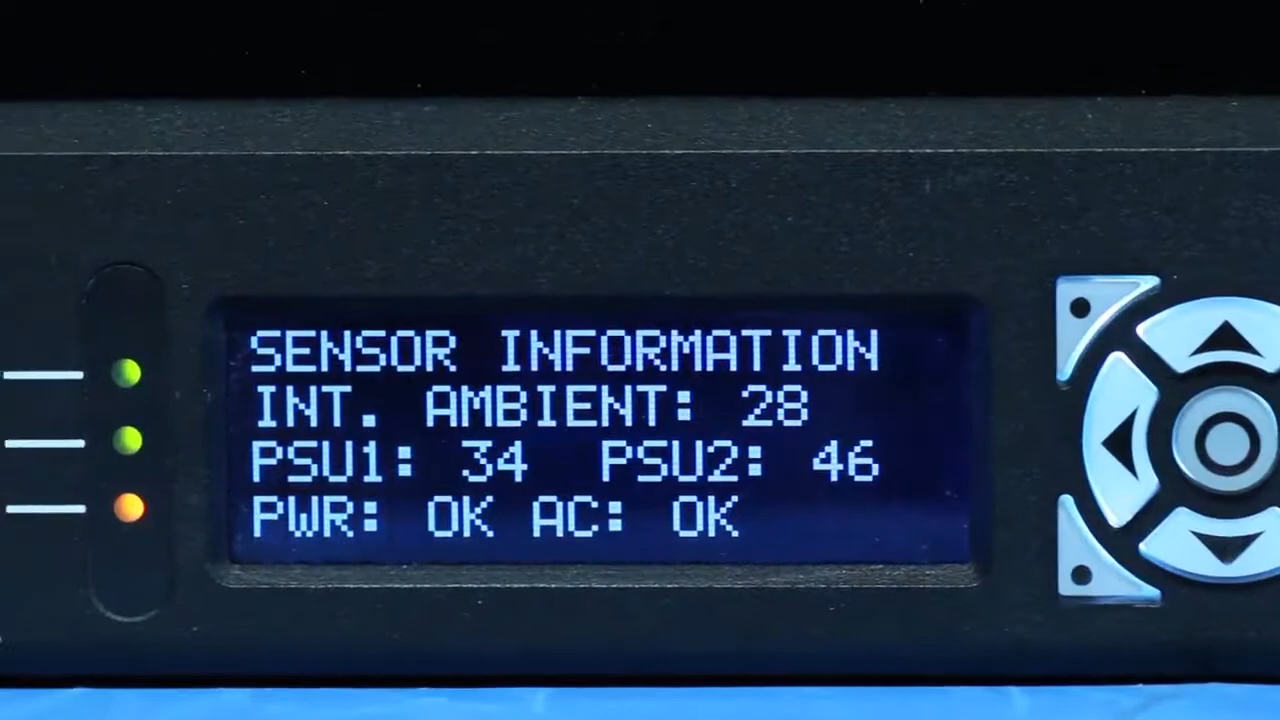 SENSOR INFORMATION
INT. AMBIENT: 28
PSU1: 34 PSU2: 46
PWR: OK AC: OK